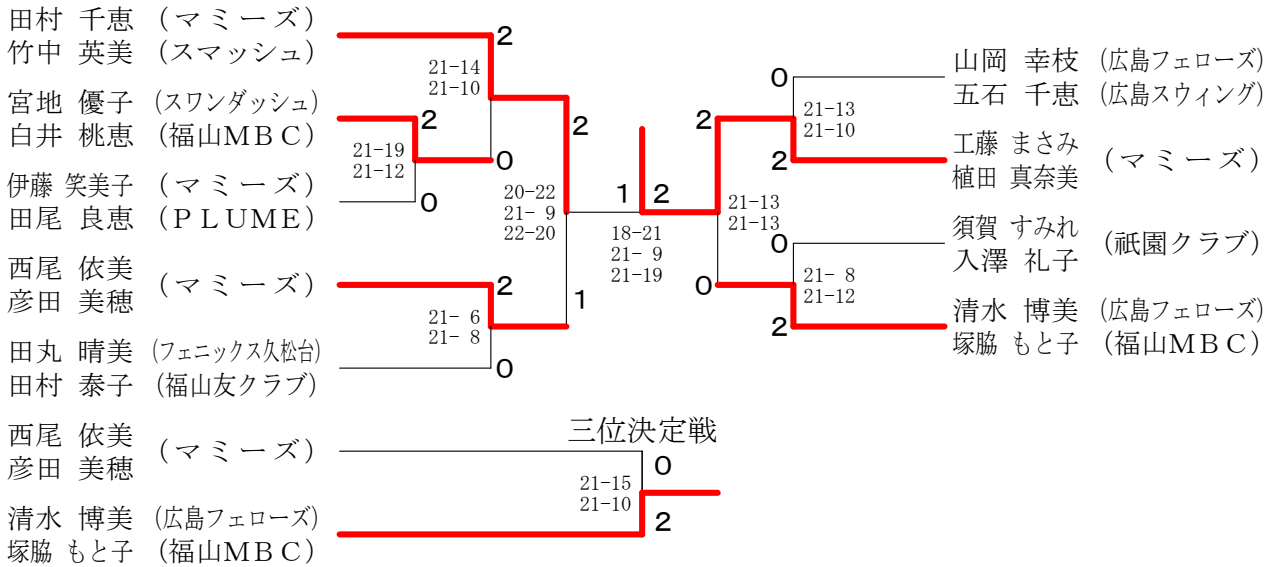 田村 千恵 (マミーズ)
竹中 英美 (スマッシュ)
宮地 優子 (スワンダッシュ)
白井 桃恵 (福山MBC)
伊藤 笑美子 (マミーズ)
田尾 良恵 (PLUME)
西尾 依美
彦田 美穂
(マミーズ)
田丸 晴美 (フェニックス久松台)
田村 泰子 (福山友クラブ)
2
21-14
21-10
0
2
21-19
21-12
0
2
20-22
21- 9
22-20
1
2
21- 6
21- 8
0
1 2
18-21
21- 9
21-19
2
21-13
21-13
0
0
21-13
21-10
2
0
21- 8
21-12
2
山岡 幸枝 (広島フェローズ)
五石 千恵 (広島スウィング)
工藤 まさみ
植田 真奈美
(マミーズ)
須賀 すみれ
入澤 礼子
(祇園クラブ)
清水 博美 (広島フェローズ)
塚脇 もと子 (福山MBC)
三位決定戦
西尾 依美
彦田 美穂
(マミーズ)
清水 博美 (広島フェローズ)
塚脇 もと子 (福山MBC)
0
21-15
21-10
2